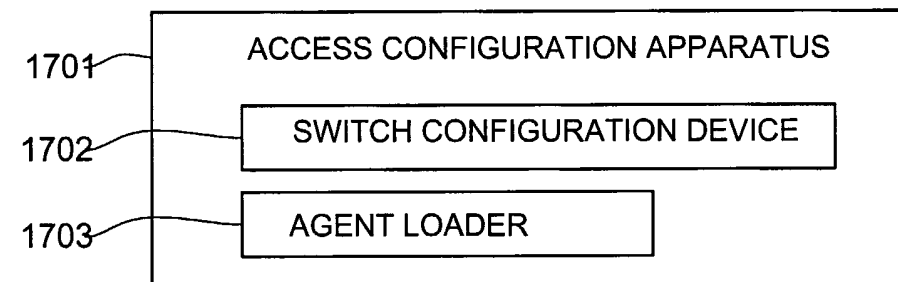 1701 ACCESS CONFIGURATION APPARATUS
1702 SWITCH CONFIGURATION DEVICE
1703 AGENT LOADER